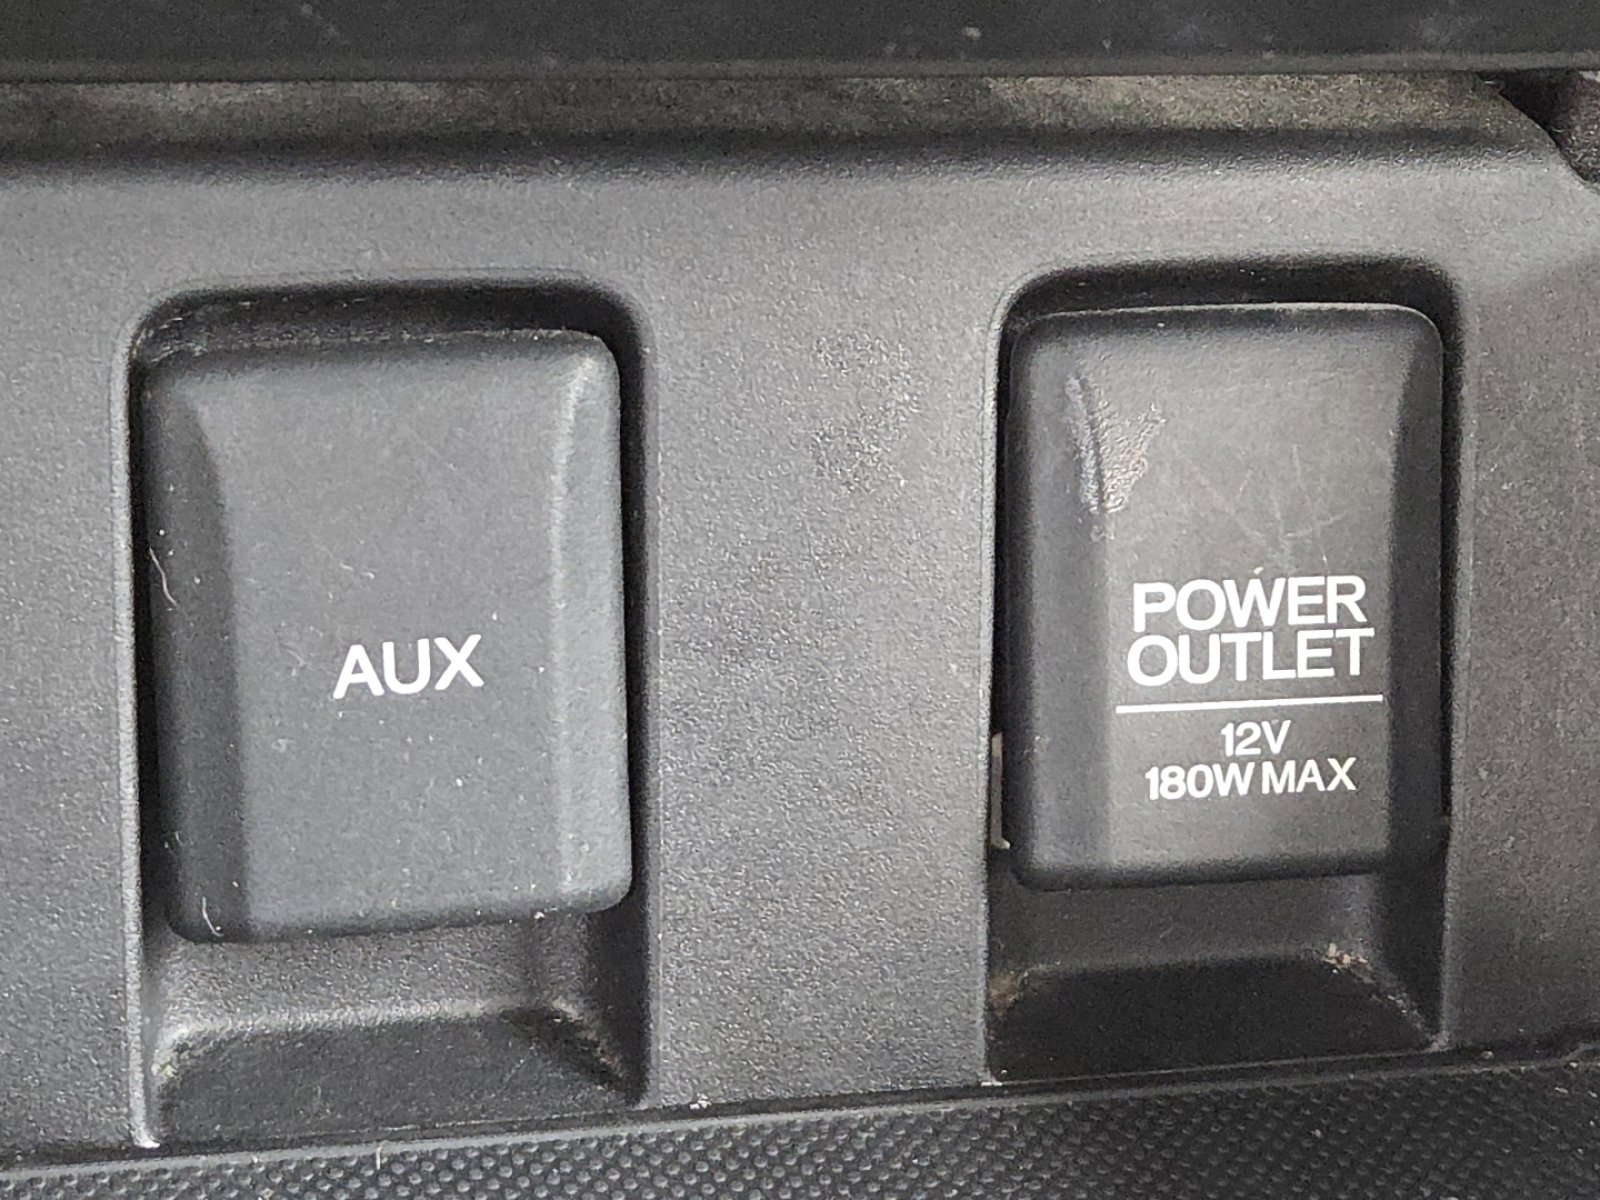 AUX
POWER
OUTLET
12V
180W MAX